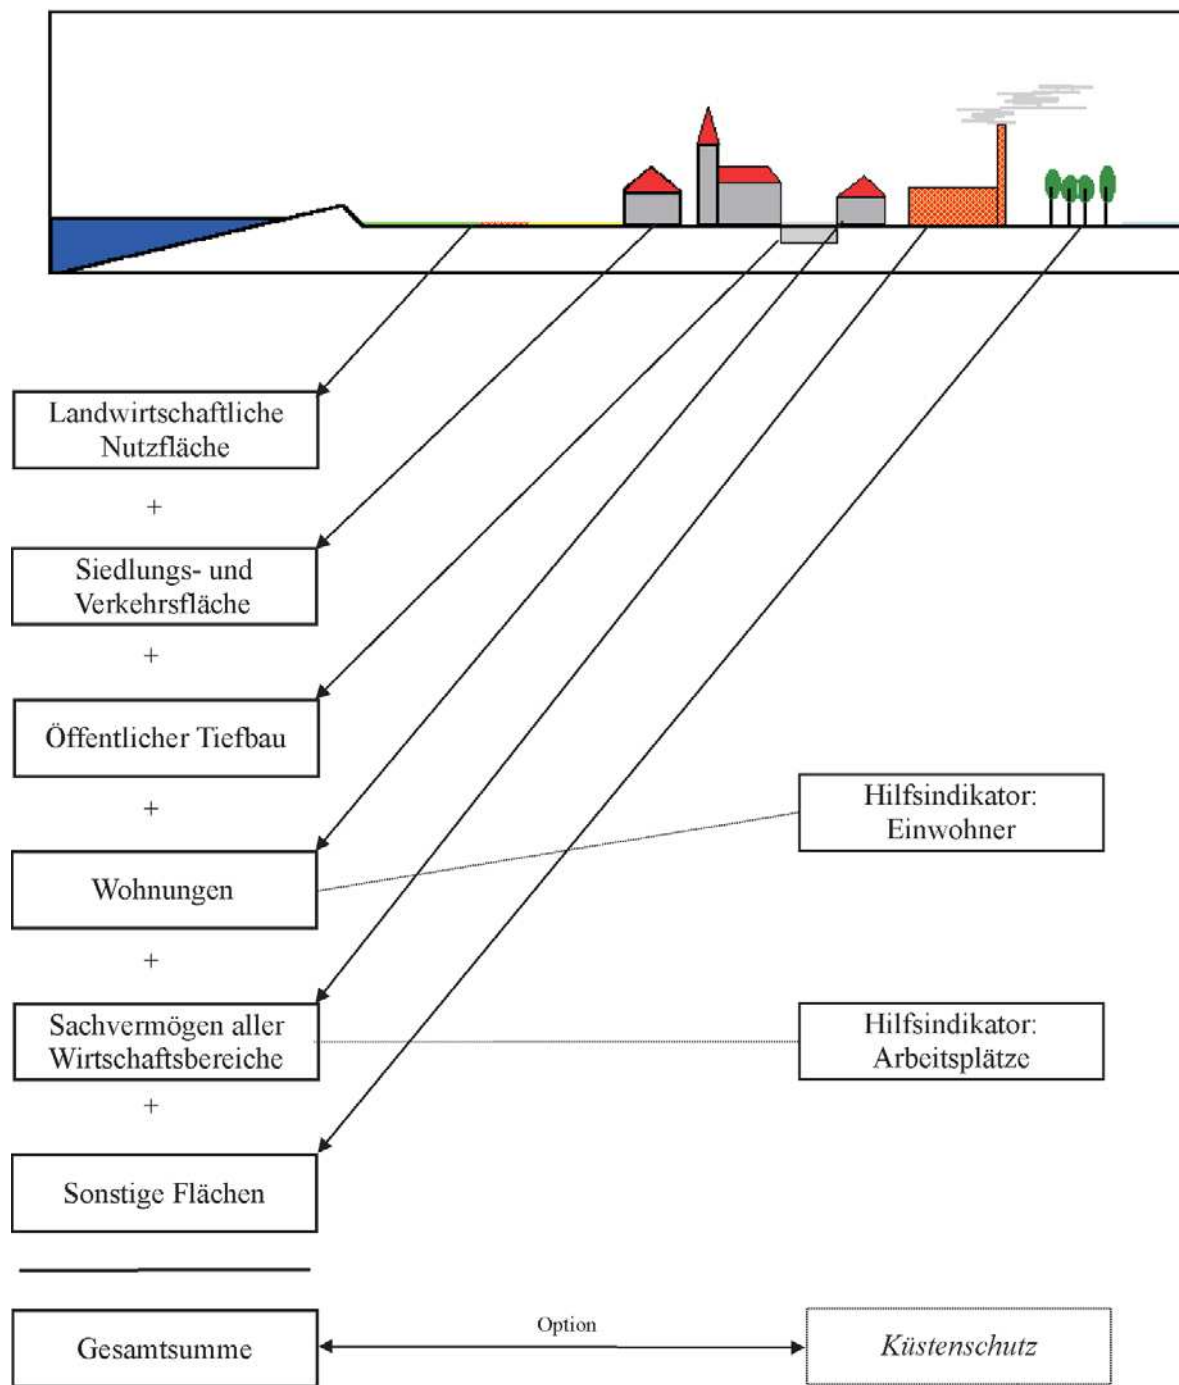 Landwirtschaftliche
Nutzfläche
+
Siedlungs- und
Verkehrsfläche
+
Öffentlicher Tiefbau
+
Hilfsindikator:
Einwohner
Wohnungen
+
Sachvermögen aller
Wirtschaftsbereiche
Hilfsindikator:
Arbeitsplätze
+
Sonstige Flächen
Gesamtsumme
Option
Küstenschutz